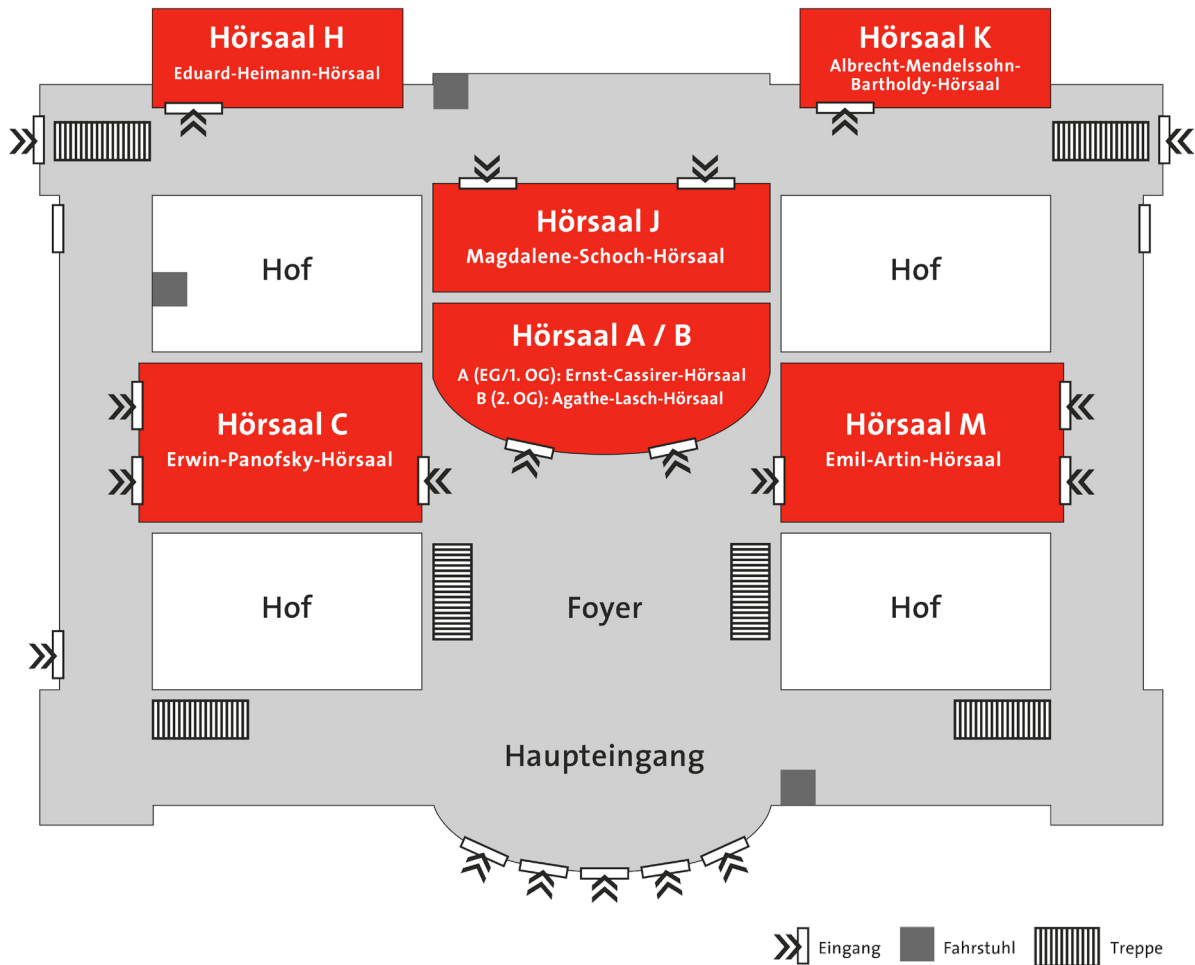 Hörsaal H
Eduard-Heimann-Hörsaal
Hörsaal K
Albrecht-Mendelssohn-
Bartholdy-Hörsaal
Hörsaal J
Magdalene-Schoch-Hörsaal
Hof
Hof
Hörsaal A / B
A (EG/1. OG): Ernst-Cassirer-Hörsaal
B (2. OG): Agathe-Lasch-Hörsaal
Hörsaal C
Erwin-Panofsky-Hörsaal
Hörsaal M
Emil-Artin-Hörsaal
Hof
Foyer
Hof
Haupteingang
Eingang
Fahrstuhl
Treppe